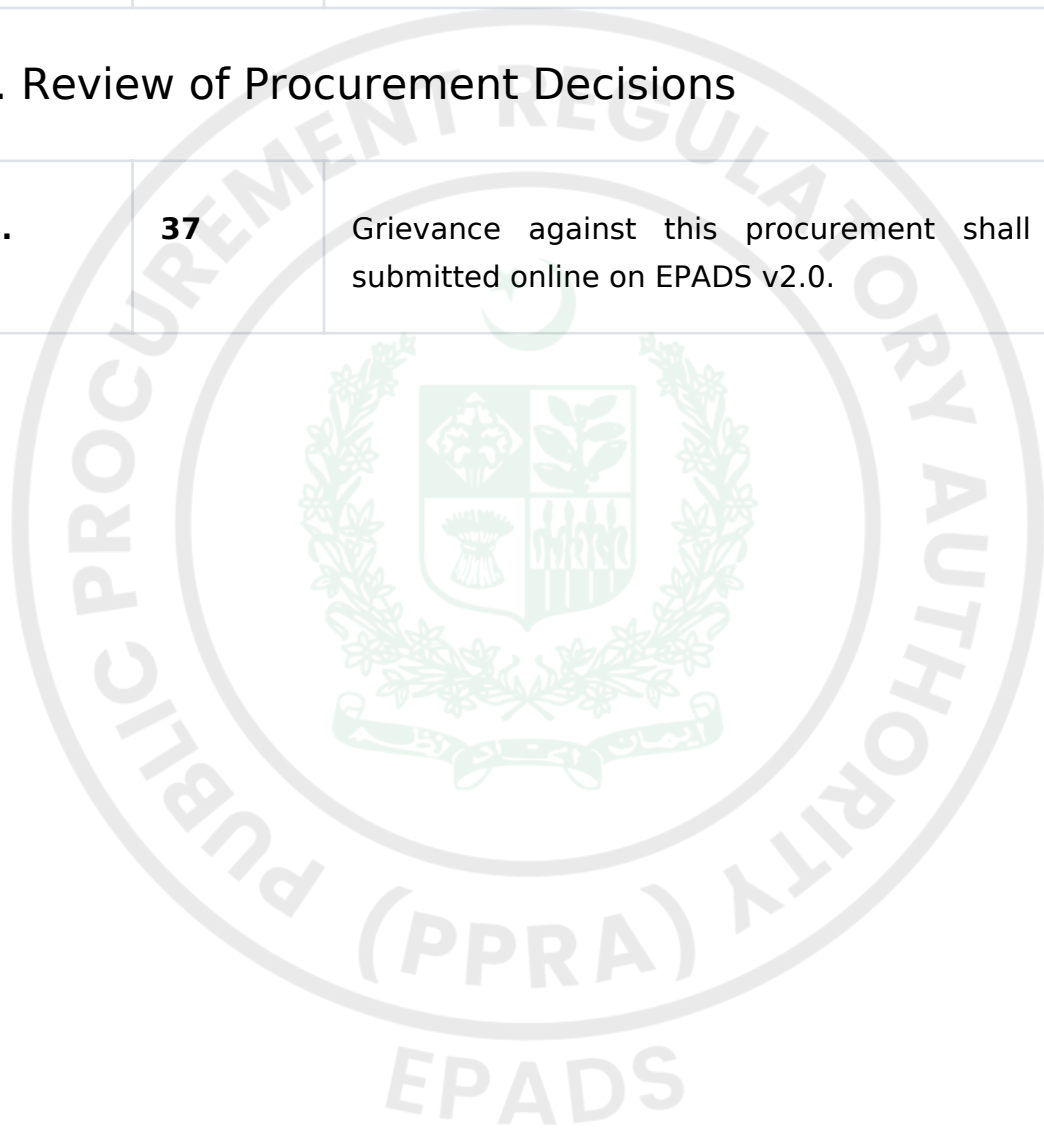 . Review of Procurement Decisions
. 37 Grievance against this procurement shall
submitted online on EPADS v2.0.
PUBLIC PROCUREMENT REGULATORY AUTHORITY
(PPRA)
EPADS